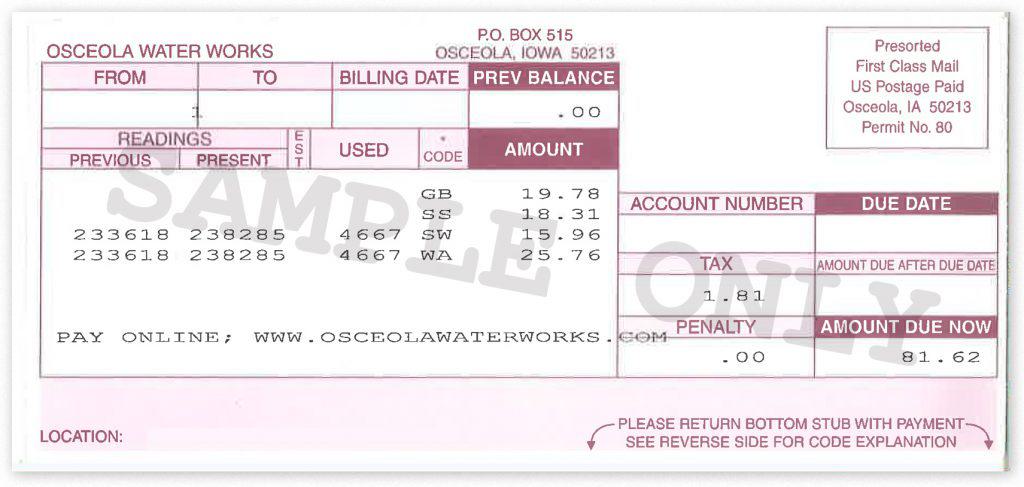 OSCEOLA WATER WORKS
P.O. BOX 515
OSCEOLA, IOWA 50213
Presorted
First Class Mail
US Postage Paid
Osceola, IA 50213
Permit No. 80
FROM TO BILLING DATE PREV BALANCE
1 .00
READINGS EST USED * CODE AMOUNT
PREVIOUS PRESENT
GB 19.78
SS 18.31
233618 238285 4667 SW 15.96
233618 238285 4667 WA 25.76
PAY ONLINE; WWW.OSCEOLAWATERWORKS.COM
ACCOUNT NUMBER DUE DATE
TAX AMOUNT DUE AFTER DUE DATE
1.81
PENALTY AMOUNT DUE NOW
.00 81.62
SAMPLE ONLY
LOCATION:
PLEASE RETURN BOTTOM STUB WITH PAYMENT
SEE REVERSE SIDE FOR CODE EXPLANATION